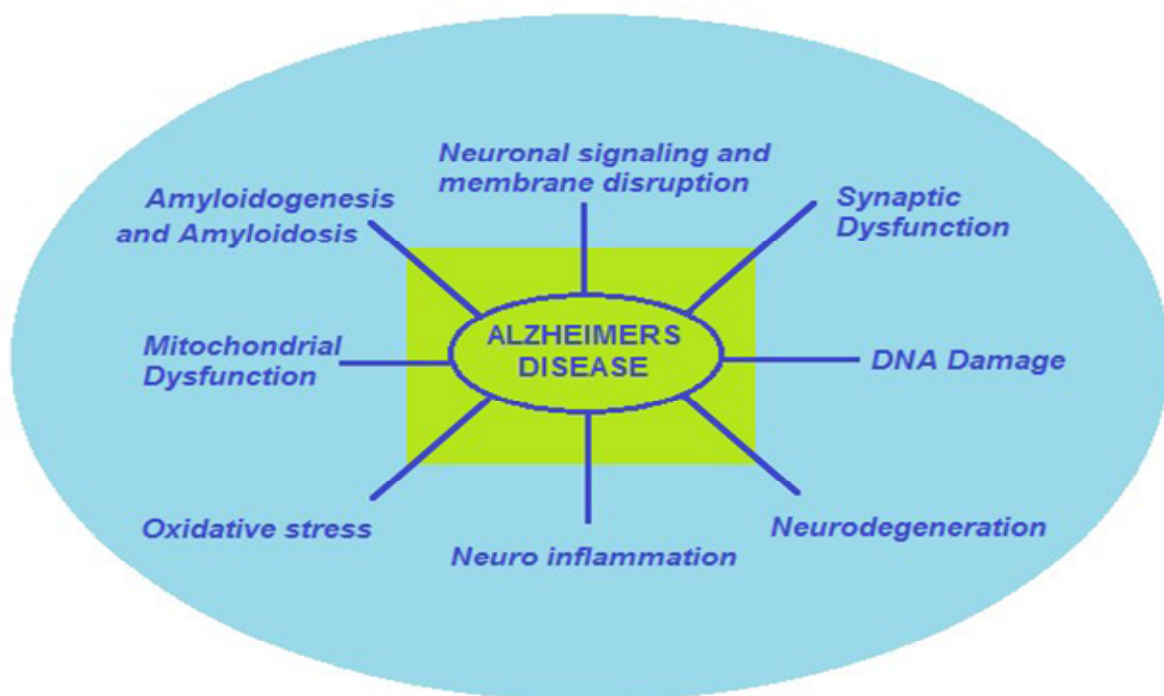 Neuronal signaling and
membrane disruption
Amyloidogenesis
and Amyloidosis
Synaptic
Dysfunction
ALZHEIMERS
DISEASE
Mitochondrial
Dysfunction
DNA Damage
Oxidative stress
Neuro inflammation
Neurodegeneration